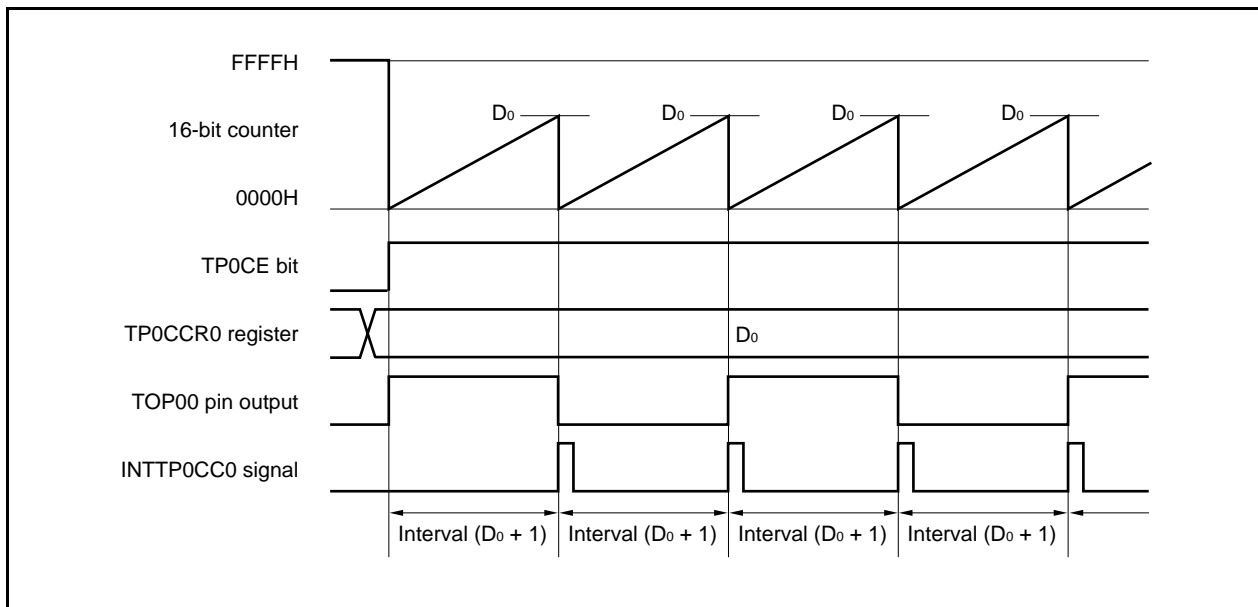 FFFFH
D0 D0 D0 D0
16-bit counter
0000H
TP0CE bit
TP0CCR0 register
D0
TOP00 pin output
INTTP0CC0 signal
Interval (D0 + 1) Interval (D0 + 1) Interval (D0 + 1) Interval (D0 + 1)